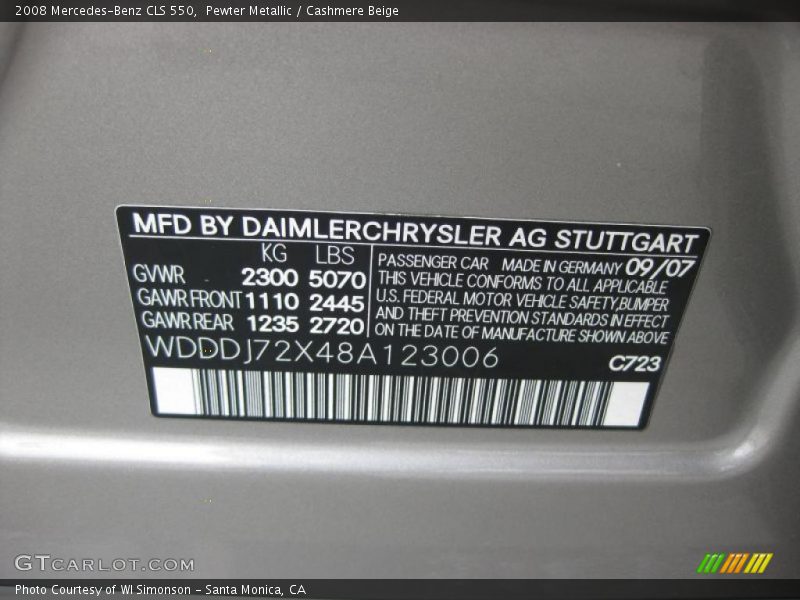 2008 Mercedes-Benz CLS 550,  Pewter Metallic / Cashmere Beige
MFD BY DAIMLERCHRYSLER AG STUTTGART
KG LBS
GVWR 2300 5070
GAWR FRONT 1110 2445
GAWR REAR 1235 2720
PASSENGER CAR MADE IN GERMANY 09/07
THIS VEHICLE CONFORMS TO ALL APPLICABLE
U.S. FEDERAL MOTOR VEHICLE SAFETY,BUMPER
AND THEFT PREVENTION STANDARDS IN EFFECT
ON THE DATE OF MANUFACTURE SHOWN ABOVE
WDDDJ72X48A123006
C723
GTCARLOT.COM
Photo Courtesy of WI Simonson - Santa Monica, CA